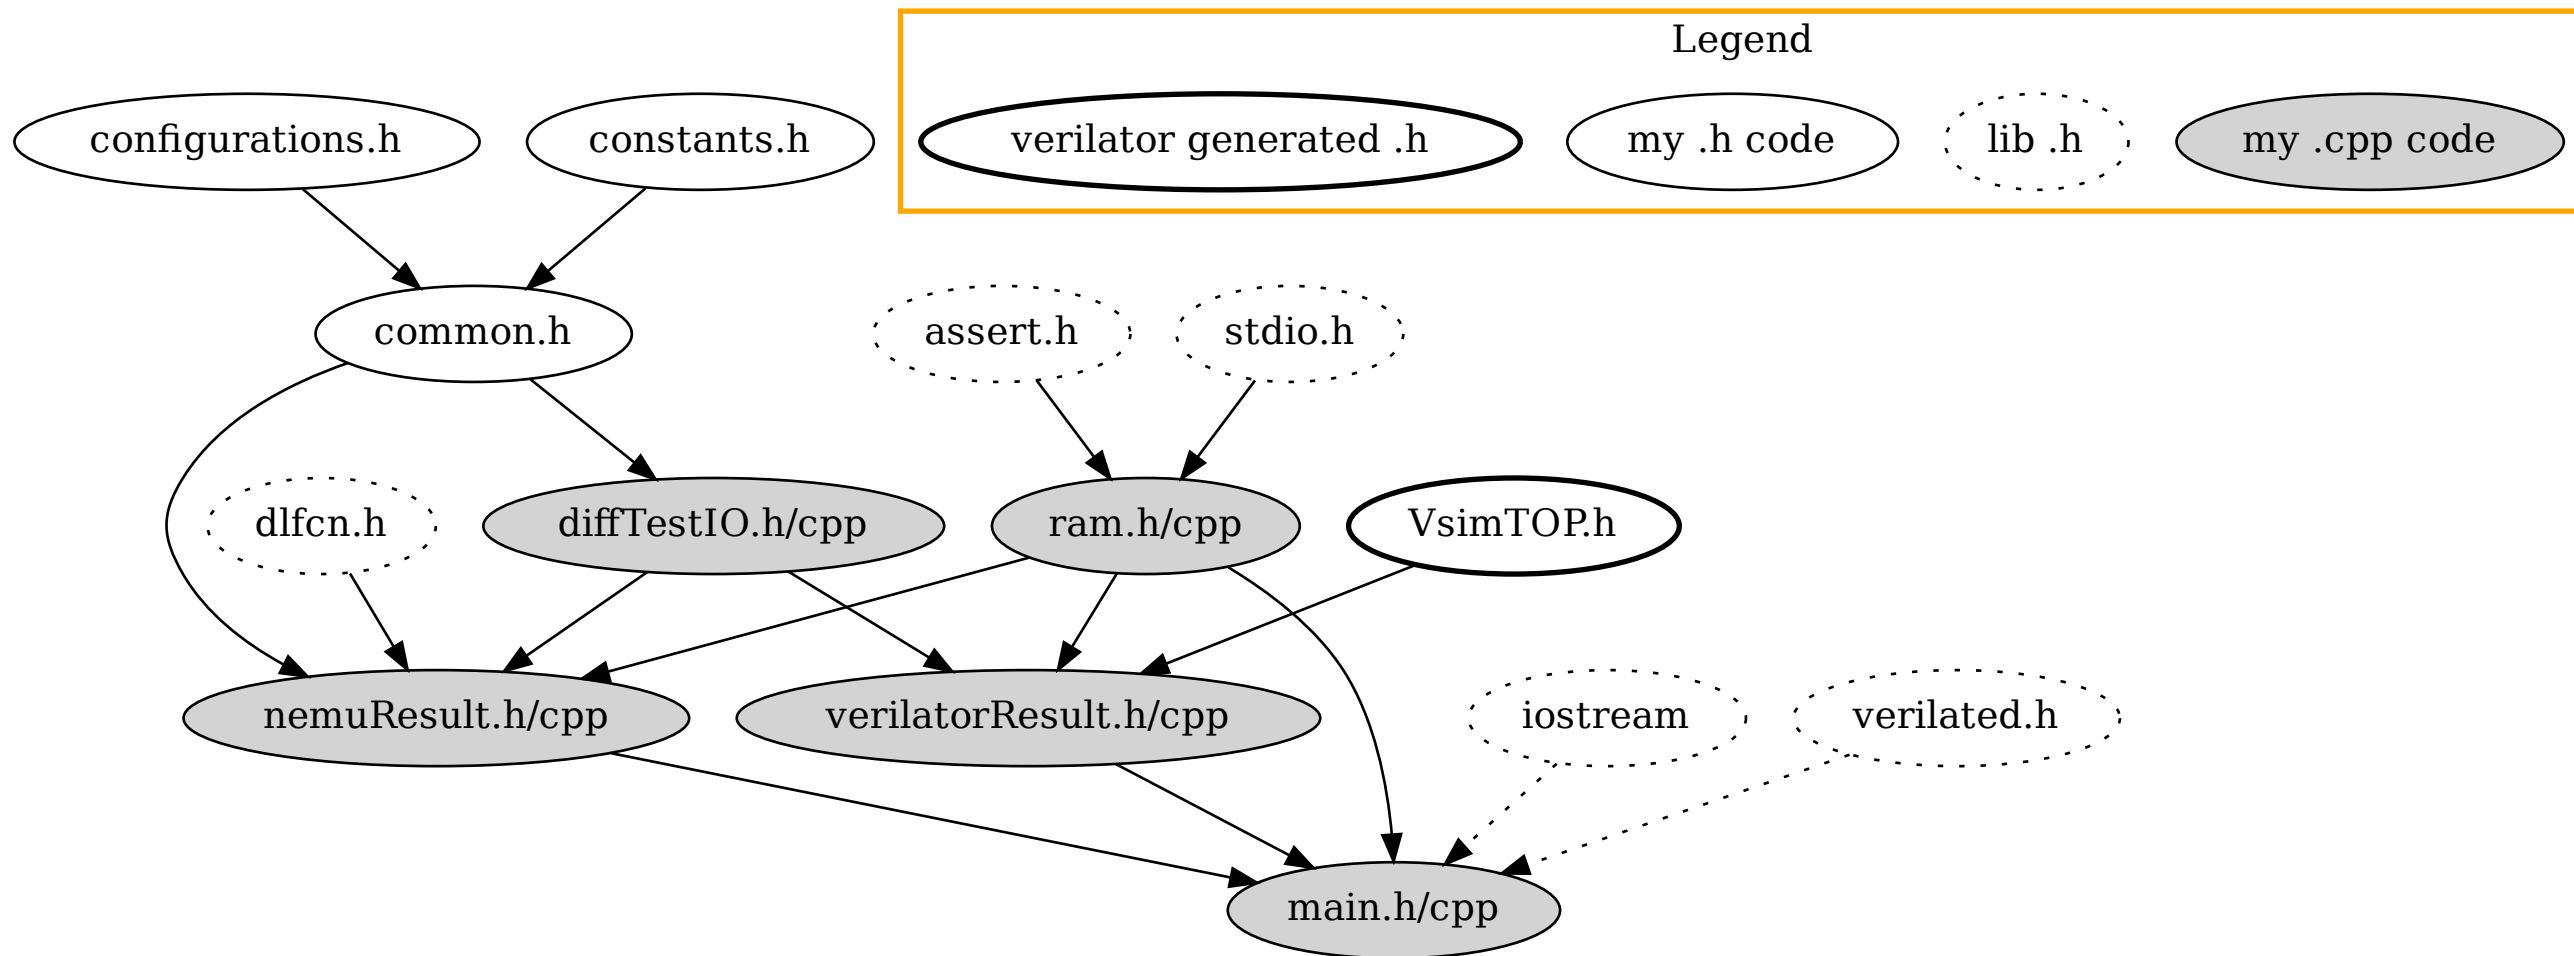 Legend
configurations.h
constants.h
verilator generated .h
my .h code
lib .h
my .cpp code
common.h
assert.h
stdio.h
dlfcn.h
diffTestIO.h/cpp
ram.h/cpp
VsimTOP.h
nemuResult.h/cpp
verilatorResult.h/cpp
iostream
verilated.h
main.h/cpp